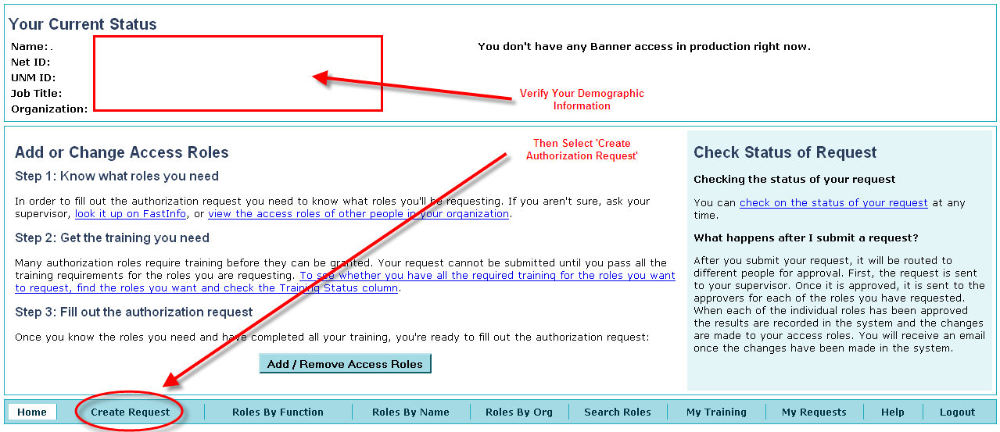 Your Current Status
Name: .
Net ID:
UNM ID:
Job Title:
Organization:
You don't have any Banner access in production right now.
Verify Your Demographic
Information
Add or Change Access Roles
Then Select 'Create
Authorization Request'
Step 1: Know what roles you need
In order to fill out the authorization request you need to know what roles you'll be requesting. If you aren't sure, ask your
supervisor, look it up on FastInfo, or view the access roles of other people in your organization.
Step 2: Get the training you need
Many authorization roles require training before they can be granted. Your request cannot be submitted until you pass all the
training requirements for the roles you are requesting. To see whether you have all the required training for the roles you want
to request, find the roles you want and check the Training Status column.
Step 3: Fill out the authorization request
Once you know the roles you need and have completed all your training, you're ready to fill out the authorization request:
Add / Remove Access Roles
Check Status of Request
Checking the status of your request
You can check on the status of your request at any
time.
What happens after I submit a request?
After you submit your request, it will be routed to
different people for approval. First, the request is sent
to your supervisor. Once it is approved, it is sent to the
approvers for each of the roles you have requested.
When each of the individual roles has been approved
the results are recorded in the system and the changes
are made to your access roles. You will receive an email
once the changes have been made in the system.
Home Create Request Roles By Function Roles By Name Roles By Org Search Roles My Training My Requests Help Logout